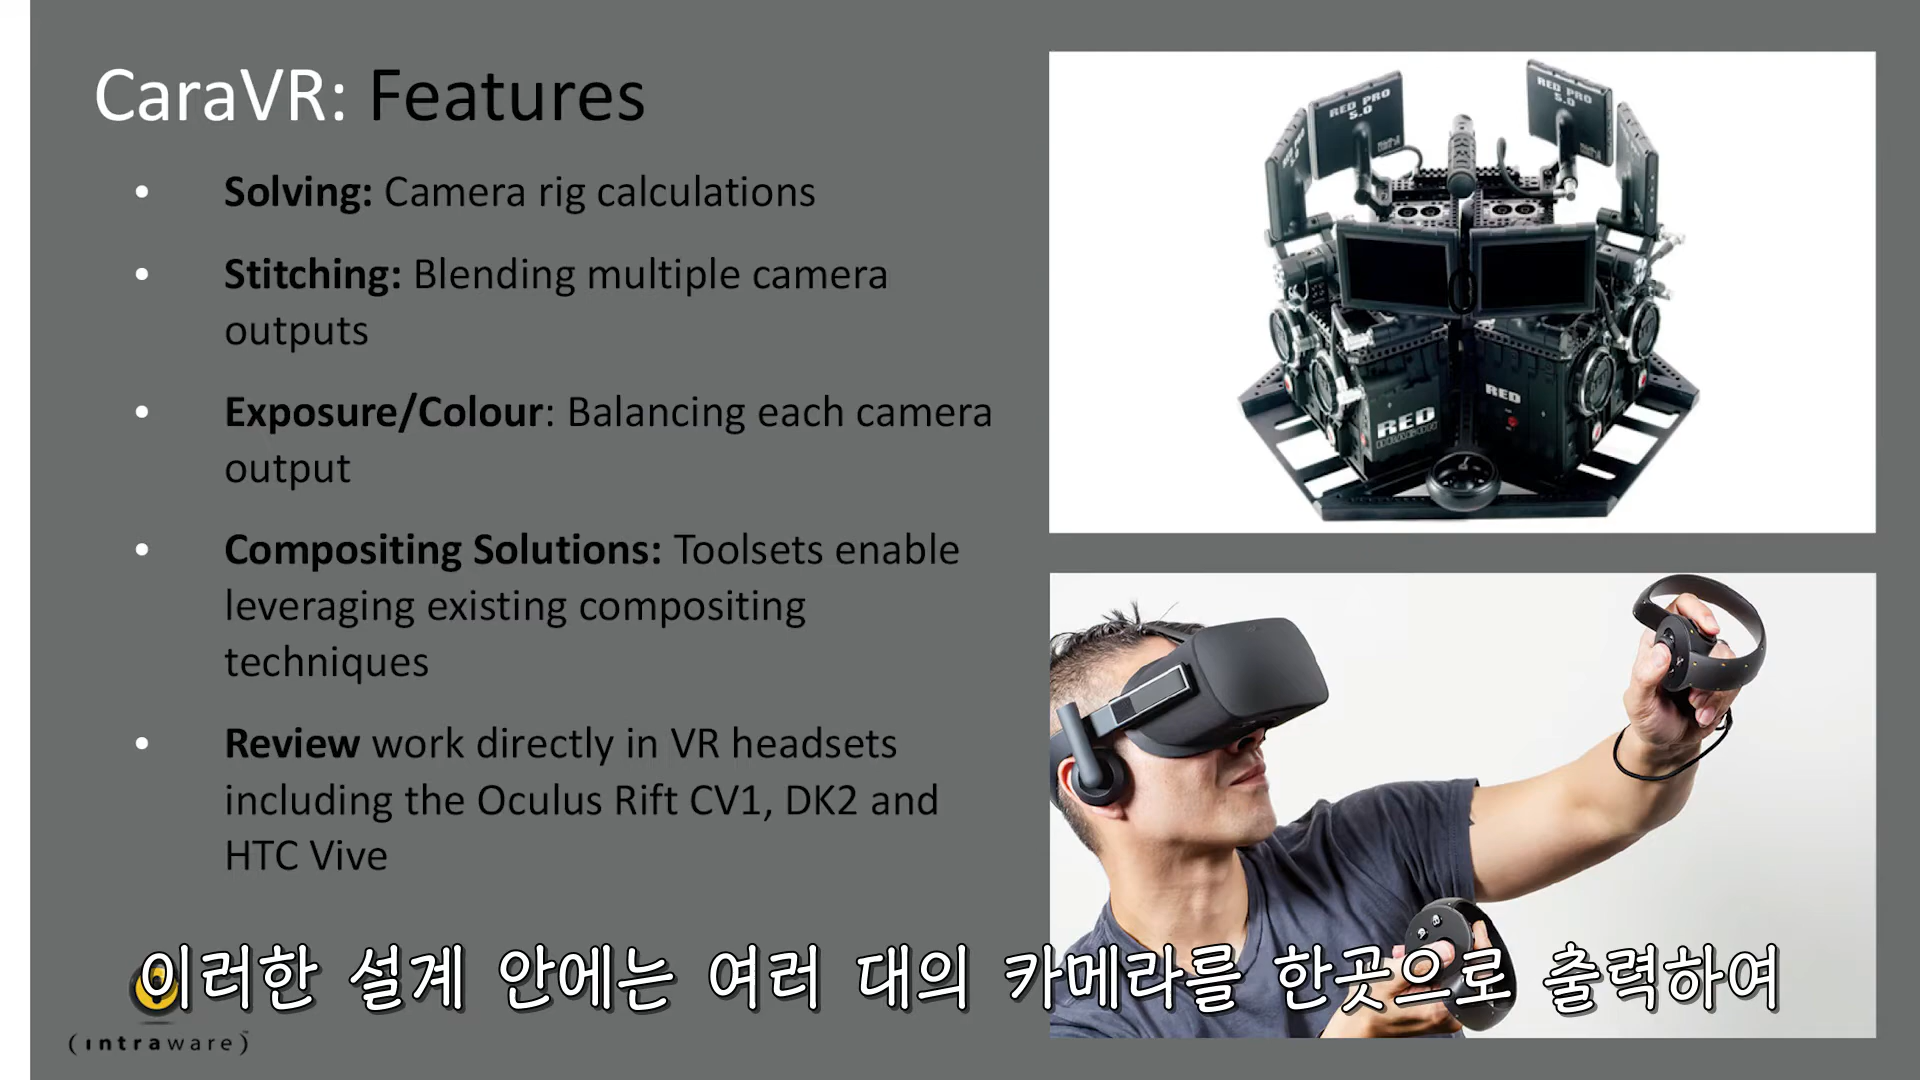 CaraVR: Features
• Solving: Camera rig calculations
• Stitching: Blending multiple camera
outputs
• Exposure/Colour: Balancing each camera
output
• Compositing Solutions: Toolsets enable
leveraging existing compositing
techniques
• Review work directly in VR headsets
including the Oculus Rift CV1, DK2 and
HTC Vive
RED PRO
5.0
RED PRO
5.0
RED
DRAGON
RED
이러한 설계 안에는 여러 대의 카메라를 한곳으로 출력하여
(intraware)